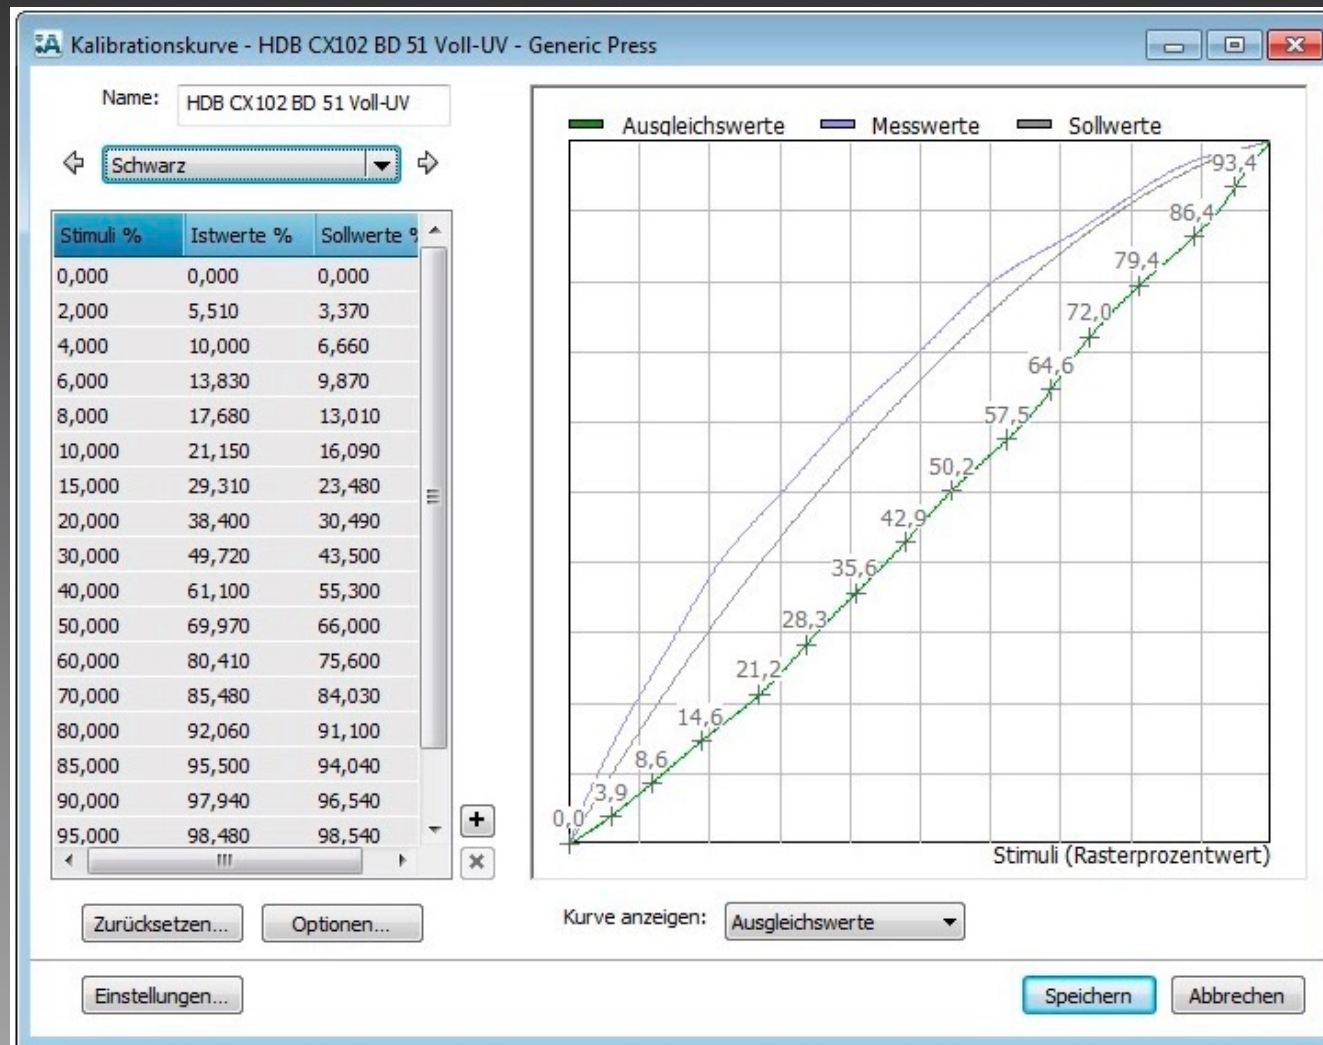 Kalibrationskurve - HDB CX102 BD 51 Voll-UV - Generic Press
Name: HDB CX102 BD 51 Voll-UV
Schwarz
Stimuli % Istwerte % Sollwerte %
0,000 0,000 0,000
2,000 5,510 3,370
4,000 10,000 6,660
6,000 13,830 9,870
8,000 17,680 13,010
10,000 21,150 16,090
15,000 29,310 23,480
20,000 38,400 30,490
30,000 49,720 43,500
40,000 61,100 55,300
50,000 69,970 66,000
60,000 80,410 75,600
70,000 85,480 84,030
80,000 92,060 91,100
85,000 95,500 94,040
90,000 97,940 96,540
95,000 98,480 98,540
Zurücksetzen... Optionen...
Einstellungen...
Ausgleichswerte Messwerte Sollwerte
93,4
86,4
79,4
72,0
64,6
57,5
50,2
42,9
35,6
28,3
21,2
14,6
8,6
3,9
0,0
Stimuli (Rasterprozentwert)
Kurve anzeigen: Ausgleichswerte
Speichern Abbrechen